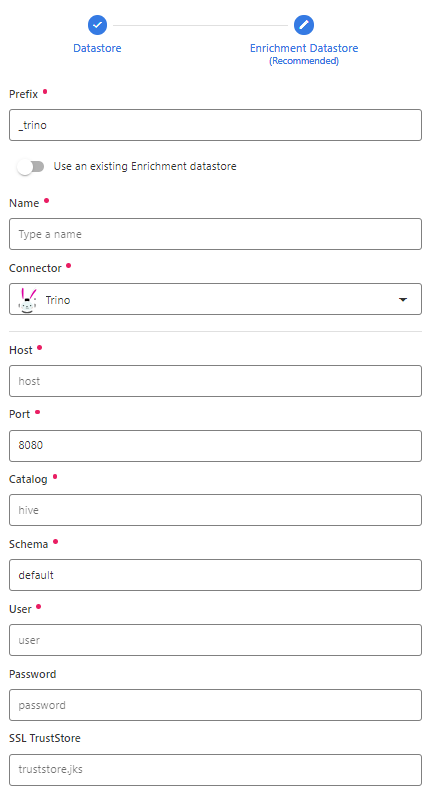 Datastore
Enrichment Datastore
(Recommended)
Prefix
_trino
Use an existing Enrichment datastore
Name
Type a name
Connector
Trino
Host
host
Port
8080
Catalog
hive
Schema
default
User
user
Password
password
SSL TrustStore
truststore.jks